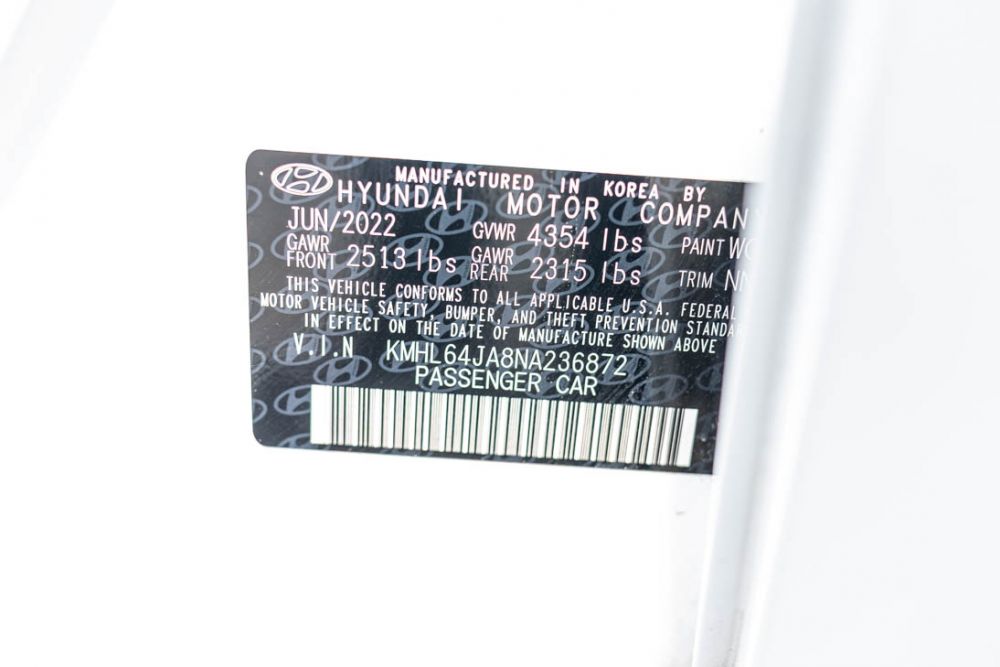 MANUFACTURED IN KOREA BY
HYUNDAI MOTOR COMPANY
JUN/2022 GVWR 4354 lbs PAINT
GAWR FRONT 2513 lbs GAWR REAR 2315 lbs TRIM
THIS VEHICLE CONFORMS TO ALL APPLICABLE U.S.A. FEDERAL
MOTOR VEHICLE SAFETY, BUMPER, AND THEFT PREVENTION STANDA
IN EFFECT ON THE DATE OF MANUFACTURE SHOWN ABOVE
V.I.N KMHL64JA8NA236872
PASSENGER CAR